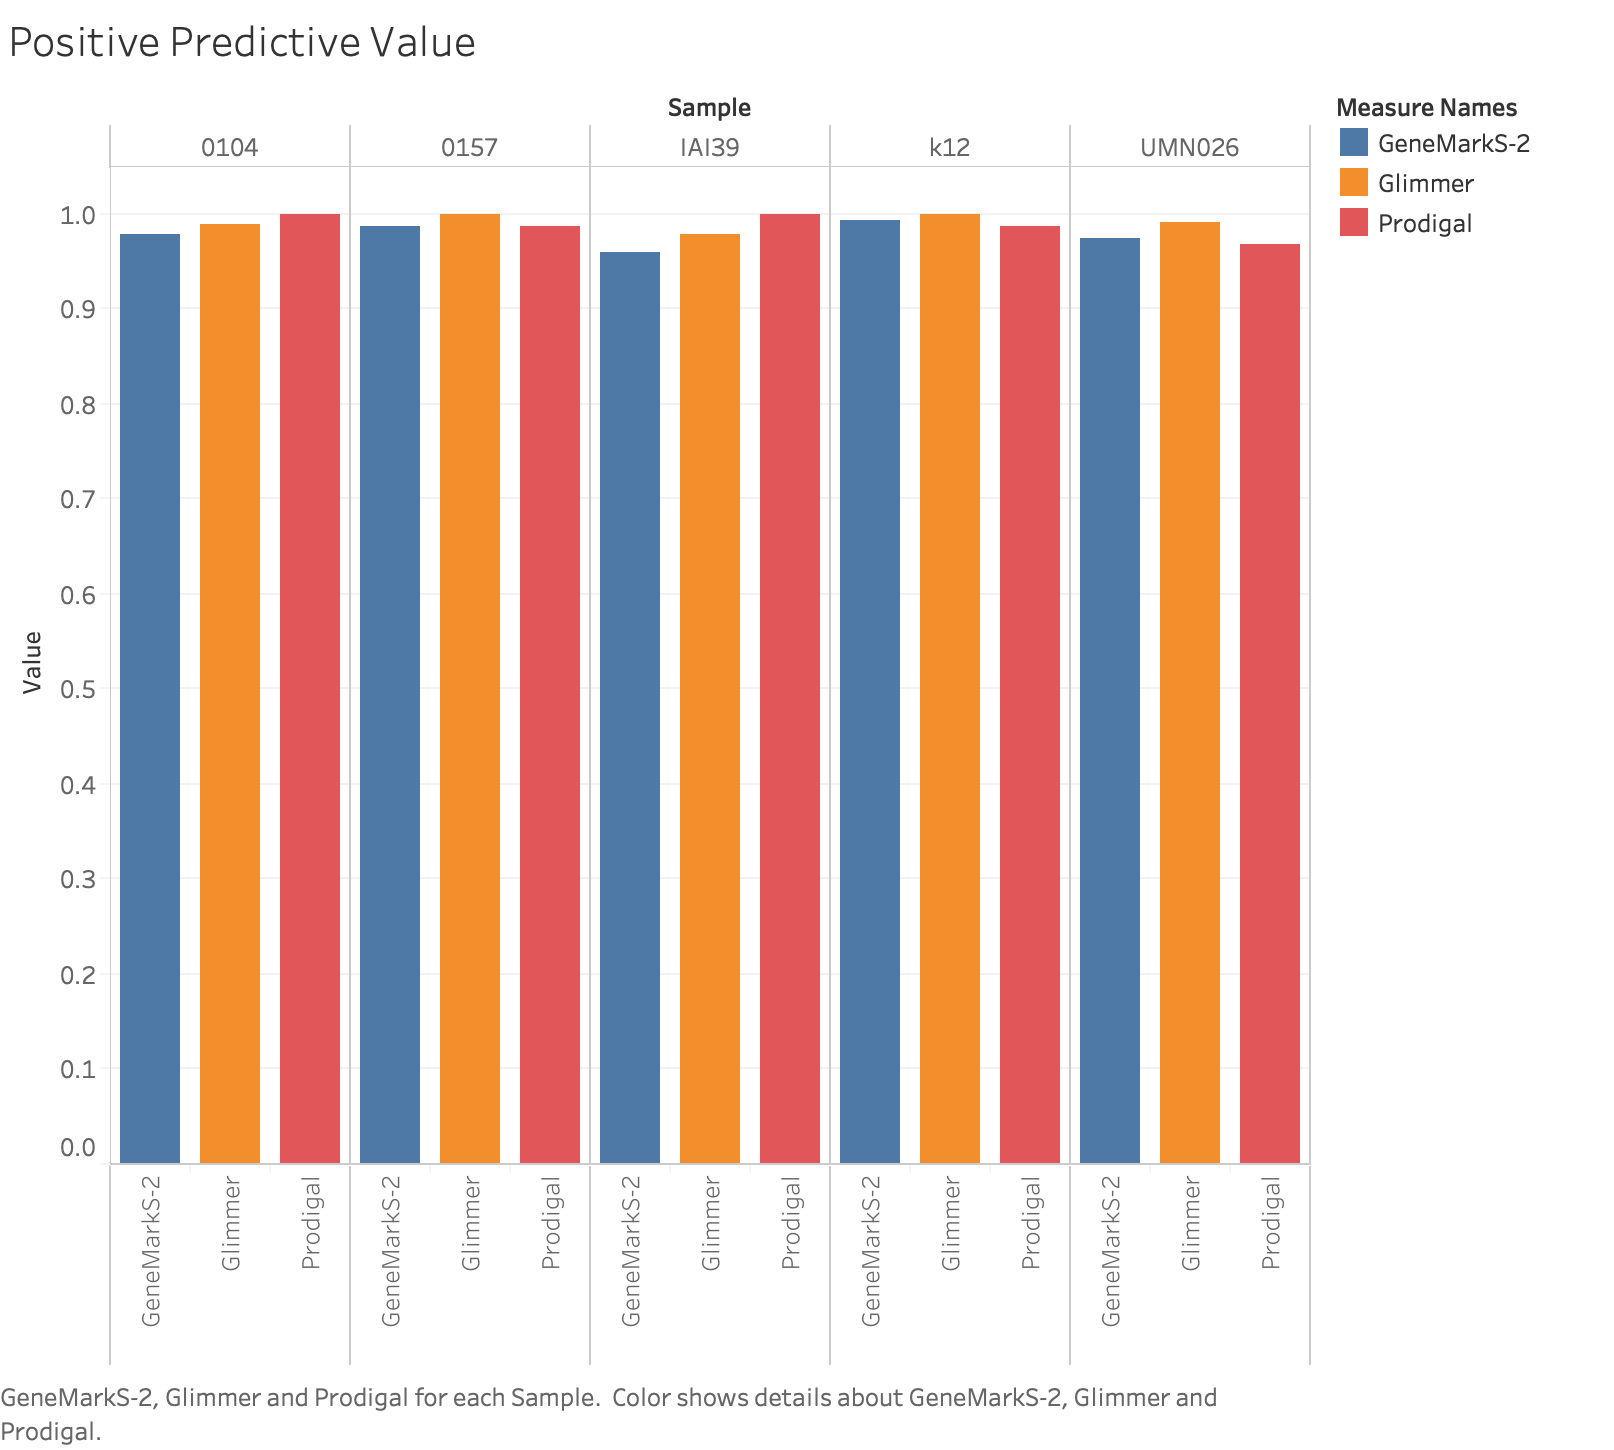 Positive Predictive Value
Sample
Measure Names
0104 0157 IAI39 k12 UMN026
GeneMarkS-2
Glimmer
Prodigal
1.0
0.9
0.8
0.7
0.6
0.5
0.4
0.3
0.2
0.1
0.0
Value
GeneMarkS-2 Glimmer Prodigal GeneMarkS-2 Glimmer Prodigal GeneMarkS-2 Glimmer Prodigal GeneMarkS-2 Glimmer Prodigal GeneMarkS-2 Glimmer Prodigal
GeneMarkS-2, Glimmer and Prodigal for each Sample.  Color shows details about GeneMarkS-2, Glimmer and
Prodigal.